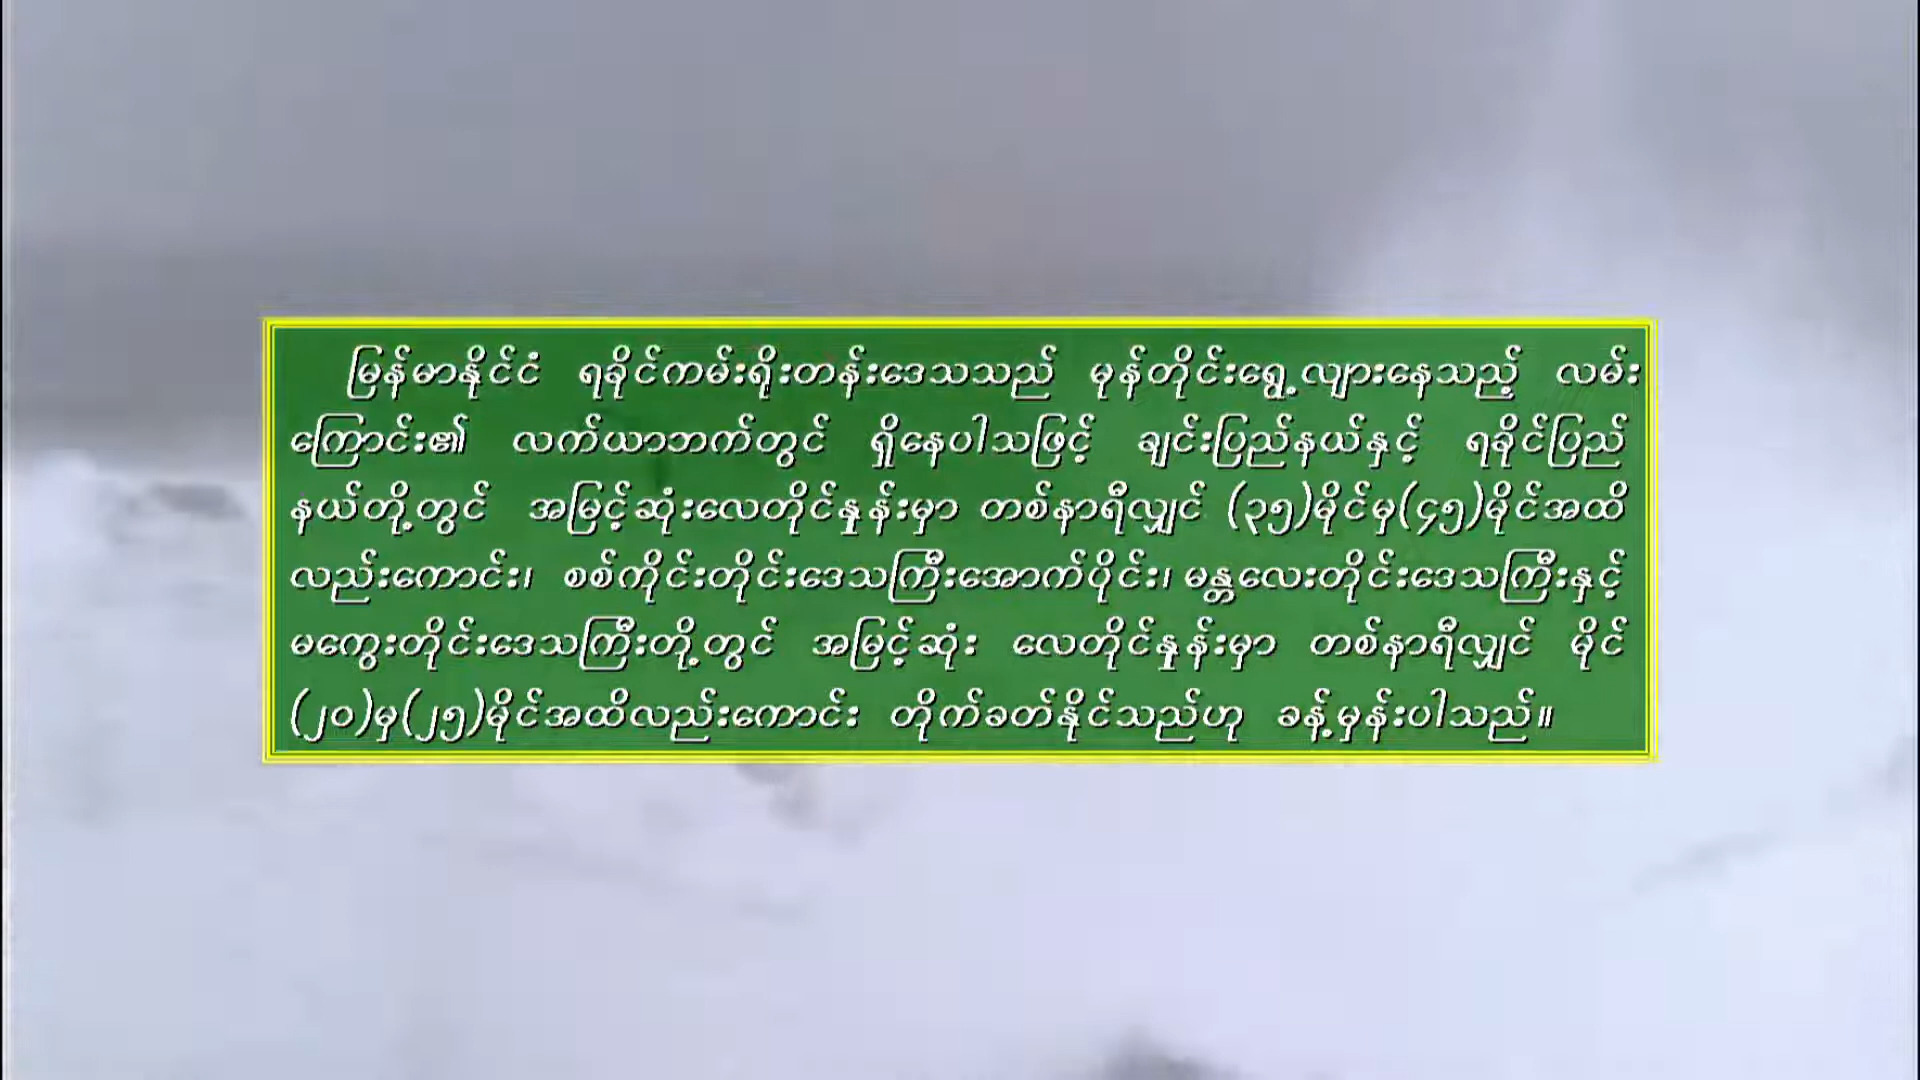 မြန်မာနိုင်ငံ ရခိုင်ကမ်းရိုးတန်းဒေသသည် မုန်တိုင်းရွေ့လျားနေသည့် လမ်း
ကြောင်း၏ လက်ယာဘက်တွင် ရှိနေပါသဖြင့် ချင်းပြည်နယ်နှင့် ရခိုင်ပြည်
နယ်တို့တွင် အမြင့်ဆုံးလေတိုင်နှုန်းမှာ တစ်နာရီလျှင် (၃၅)မိုင်မှ(၄၅)မိုင်အထိ
လည်းကောင်း၊ စစ်ကိုင်းတိုင်းဒေသကြီးအောက်ပိုင်း၊ မန္တလေးတိုင်းဒေသကြီးနှင့်
မကွေးတိုင်းဒေသကြီးတို့တွင် အမြင့်ဆုံး လေတိုင်နှုန်းမှာ တစ်နာရီလျှင် မိုင်
(၂၀)မှ(၂၅)မိုင်အထိလည်းကောင်း တိုက်ခတ်နိုင်သည်ဟု ခန့်မှန်းပါသည်။